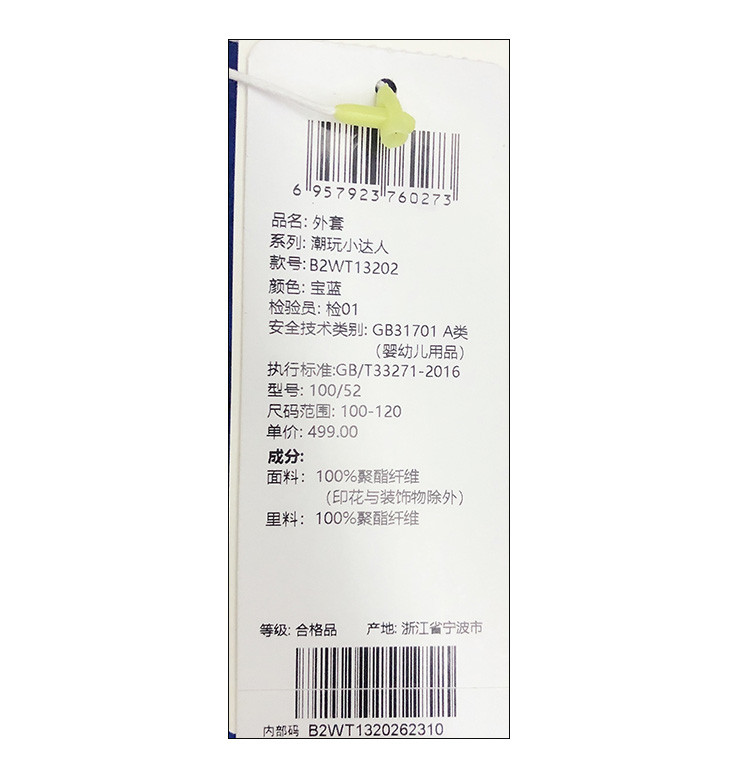 6 957923 760273
品名: 外套
系列: 潮玩小达人
款号: B2WT13202
颜色: 宝蓝
检验员: 检01
安全技术类别: GB31701 A类
（婴幼儿用品）
执行标准:GB/T33271-2016
型号: 100/52
尺码范围: 100-120
单价: 499.00
成分:
面料: 100%聚酯纤维
（印花与装饰物除外）
里料: 100%聚酯纤维
等级: 合格品 产地: 浙江省宁波市
内部码 B2WT1320262310